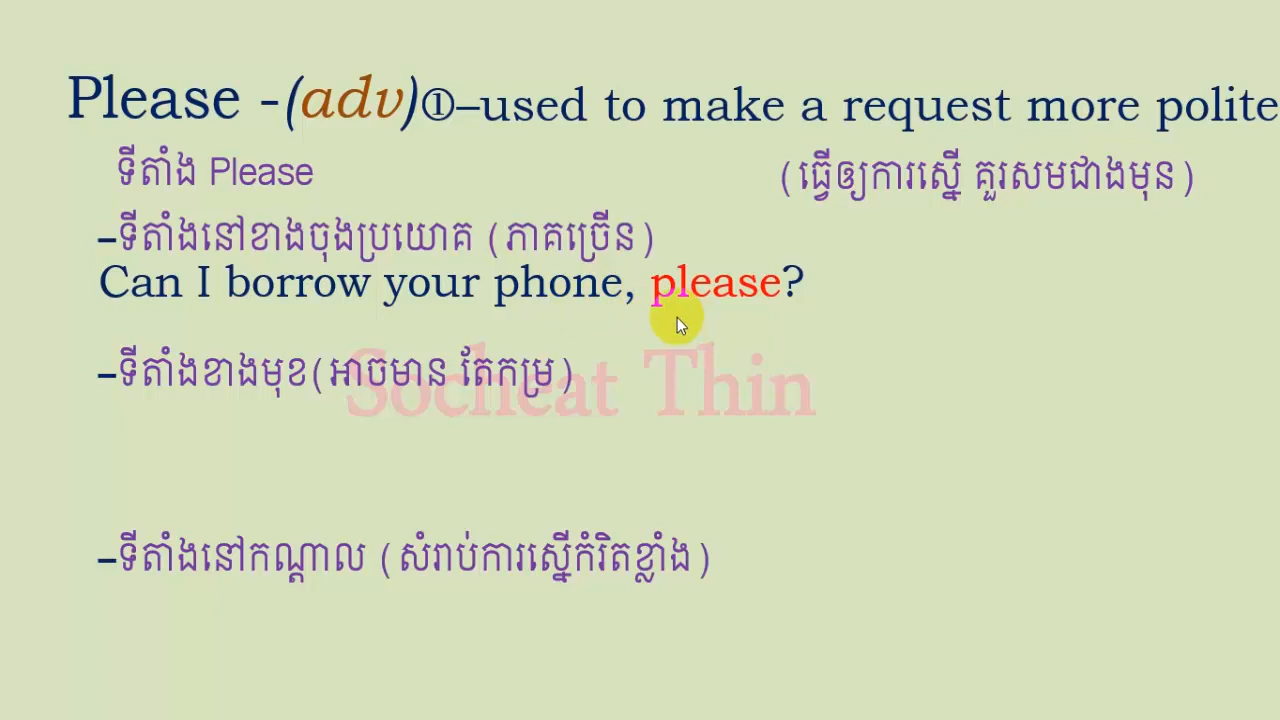 Please -(adv)①–used to make a request more polite
ទីតាំង Please
(ធ្វើឲ្យការស្នើ គួរសមជាងមុន)
–ទីតាំងនៅខាងចុងប្រយោគ (ភាគច្រើន)
Can I borrow your phone, please?
–ទីតាំងខាងមុខ(អាចមាន តែកម្រ)
Socheat Thin
–ទីតាំងនៅកណ្តាល (សំរាប់ការស្នើកំរិតខ្លាំង)